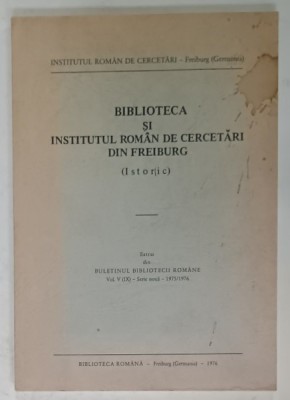 INSTITUTUL ROMÂN DE CERCETĂRI – Freiburg (Germania)
BIBLIOTECA
ȘI
INSTITUTUL ROMÂN DE CERCETĂRI
DIN FREIBURG
(Istoric)
Extras
din
BULETINUL BIBLIOTECII ROMÂNE
Vol. V (IX) – Serie nouă – 1975/1976
BIBLIOTECA ROMÂNĂ – Freiburg (Germania) – 1976